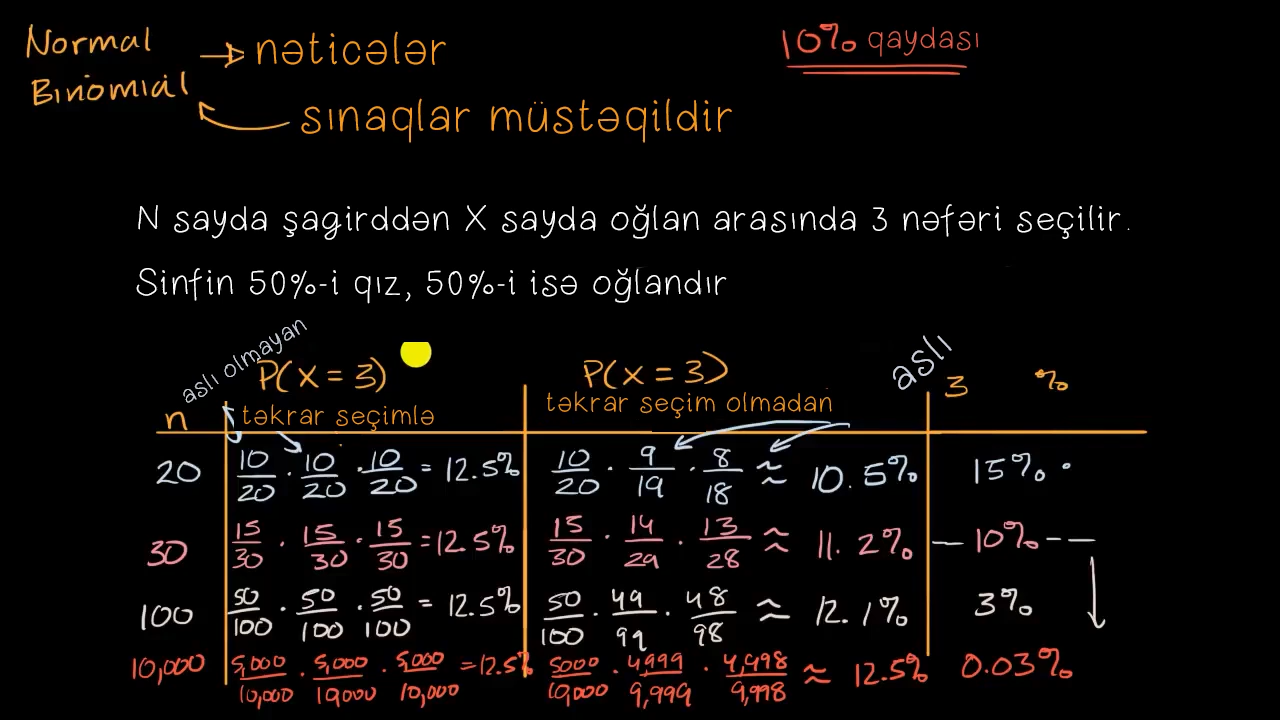 Normal → nəticələr 10% qaydası
Binomial
sınaqlar müstəqildir
N sayda şagirddən X sayda oğlan arasında 3 nəfəri seçilir.
Sinfin 50%-i qız, 50%-i isə oğlandır
aslı olmayan aslı
P(X = 3) P(X = 3) 3 %
n təkrar seçimlə təkrar seçim olmadan
20 10/20 · 10/20 · 10/20 = 12.5% 10/20 · 9/19 · 8/18 ≈ 10.5% 15%
30 15/30 · 15/30 · 15/30 = 12.5% 15/30 · 14/29 · 13/28 ≈ 11.2% 10%
100 50/100 · 50/100 · 50/100 = 12.5% 50/100 · 49/99 · 48/98 ≈ 12.1% 3%
10,000 5,000/10,000 · 5,000/10,000 · 5,000/10,000 = 12.5% 5000/10,000 · 4,999/9,999 · 4,998/9,998 ≈ 12.5% 0.03%